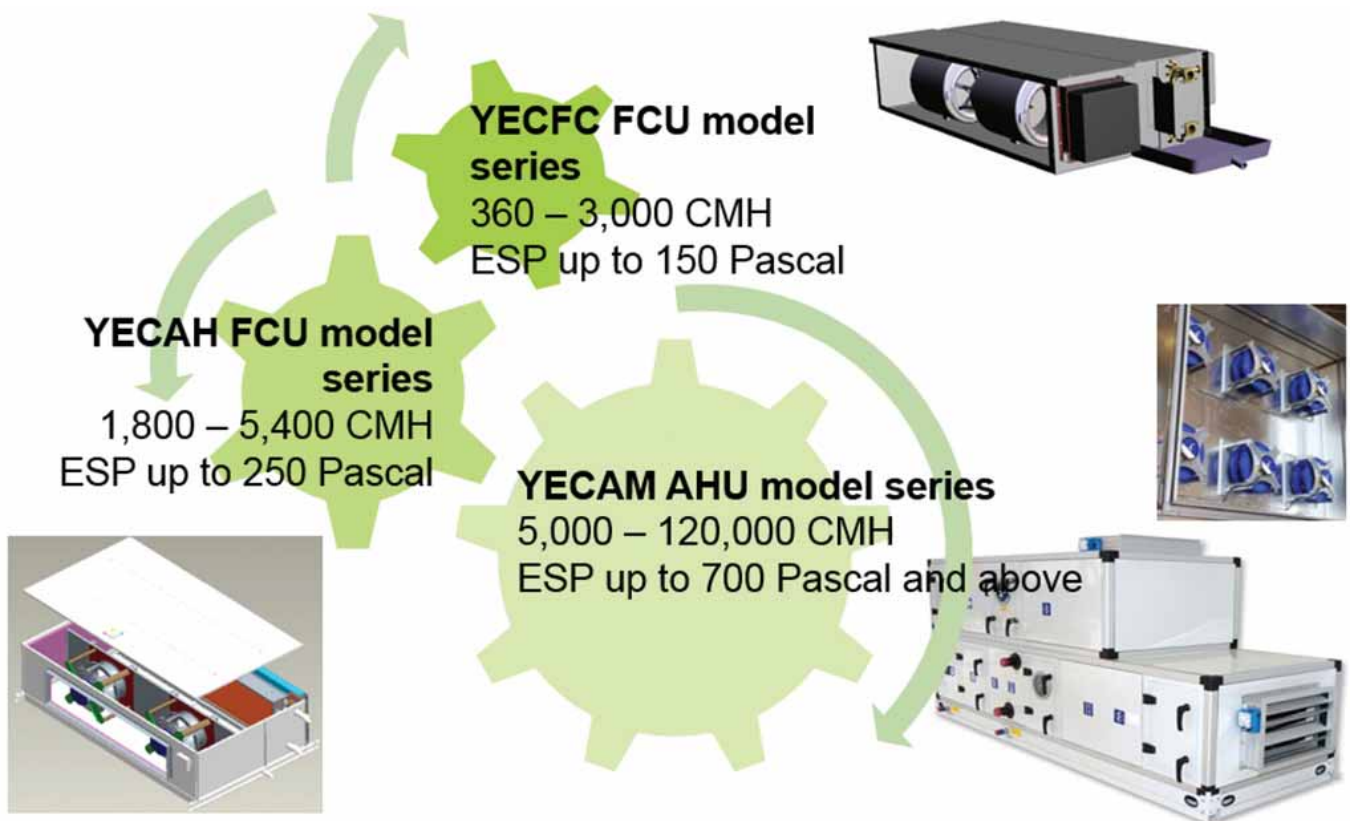 YECFC FCU model
series
360 – 3,000 CMH
ESP up to 150 Pascal
YECAH FCU model
series
1,800 – 5,400 CMH
ESP up to 250 Pascal
YECAM AHU model series
5,000 – 120,000 CMH
ESP up to 700 Pascal and above